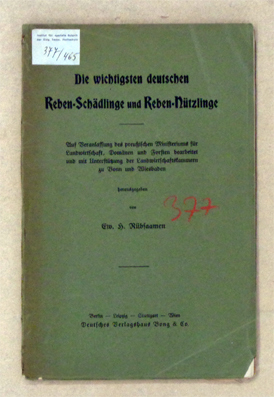 377/465
Die wichtigsten deutschen
Reben-Schädlinge und Reben-Nützlinge
Auf Veranlassung des preußischen Ministeriums für
Landwirtschaft, Domänen und Forsten bearbeitet
und mit Unterstützung der Landwirtschaftskammern
zu Bonn und Wiesbaden
herausgegeben
von
Ew. H. Rübsaamen
377
Berlin – Leipzig – Stuttgart – Wien
Deutsches Verlagshaus Bong & Co.